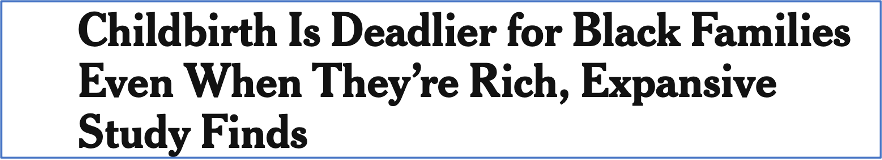 Childbirth Is Deadlier for Black Families
Even When They’re Rich, Expansive
Study Finds